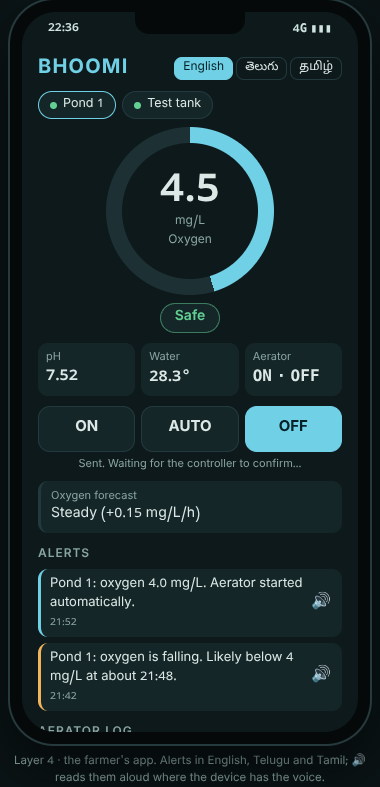 22:36 4G
BHOOMI English తెలుగు தமிழ்
Pond 1 Test tank
4.5
mg/L
Oxygen
Safe
pH Water Aerator
7.52 28.3° ON · OFF
ON AUTO OFF
Sent. Waiting for the controller to confirm…
Oxygen forecast
Steady (+0.15 mg/L/h)
ALERTS
Pond 1: oxygen 4.0 mg/L. Aerator started
automatically.
21:52
Pond 1: oxygen is falling. Likely below 4
mg/L at about 21:48.
21:42
AERATOR LOG
Layer 4 · the farmer's app. Alerts in English, Telugu and Tamil; 🔊
reads them aloud where the device has the voice.